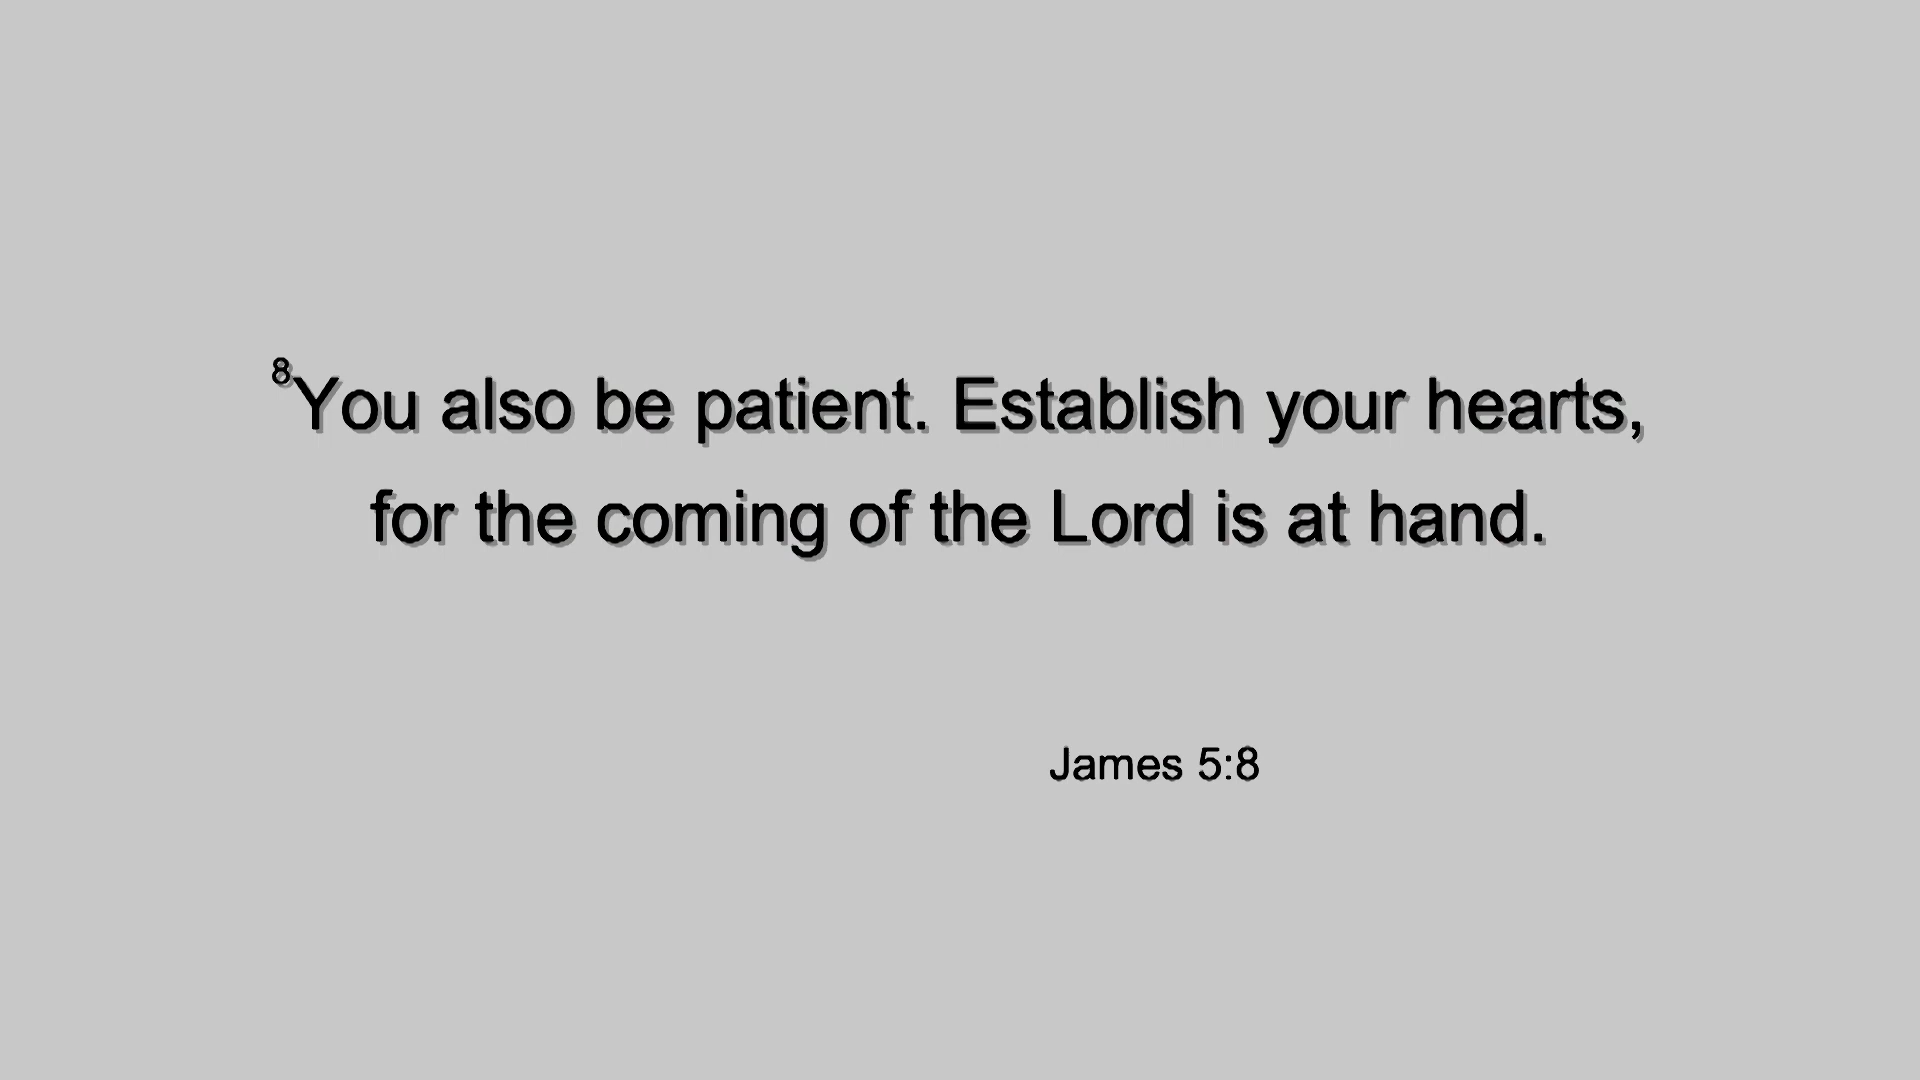 ⁸You also be patient. Establish your hearts,
for the coming of the Lord is at hand.
James 5:8